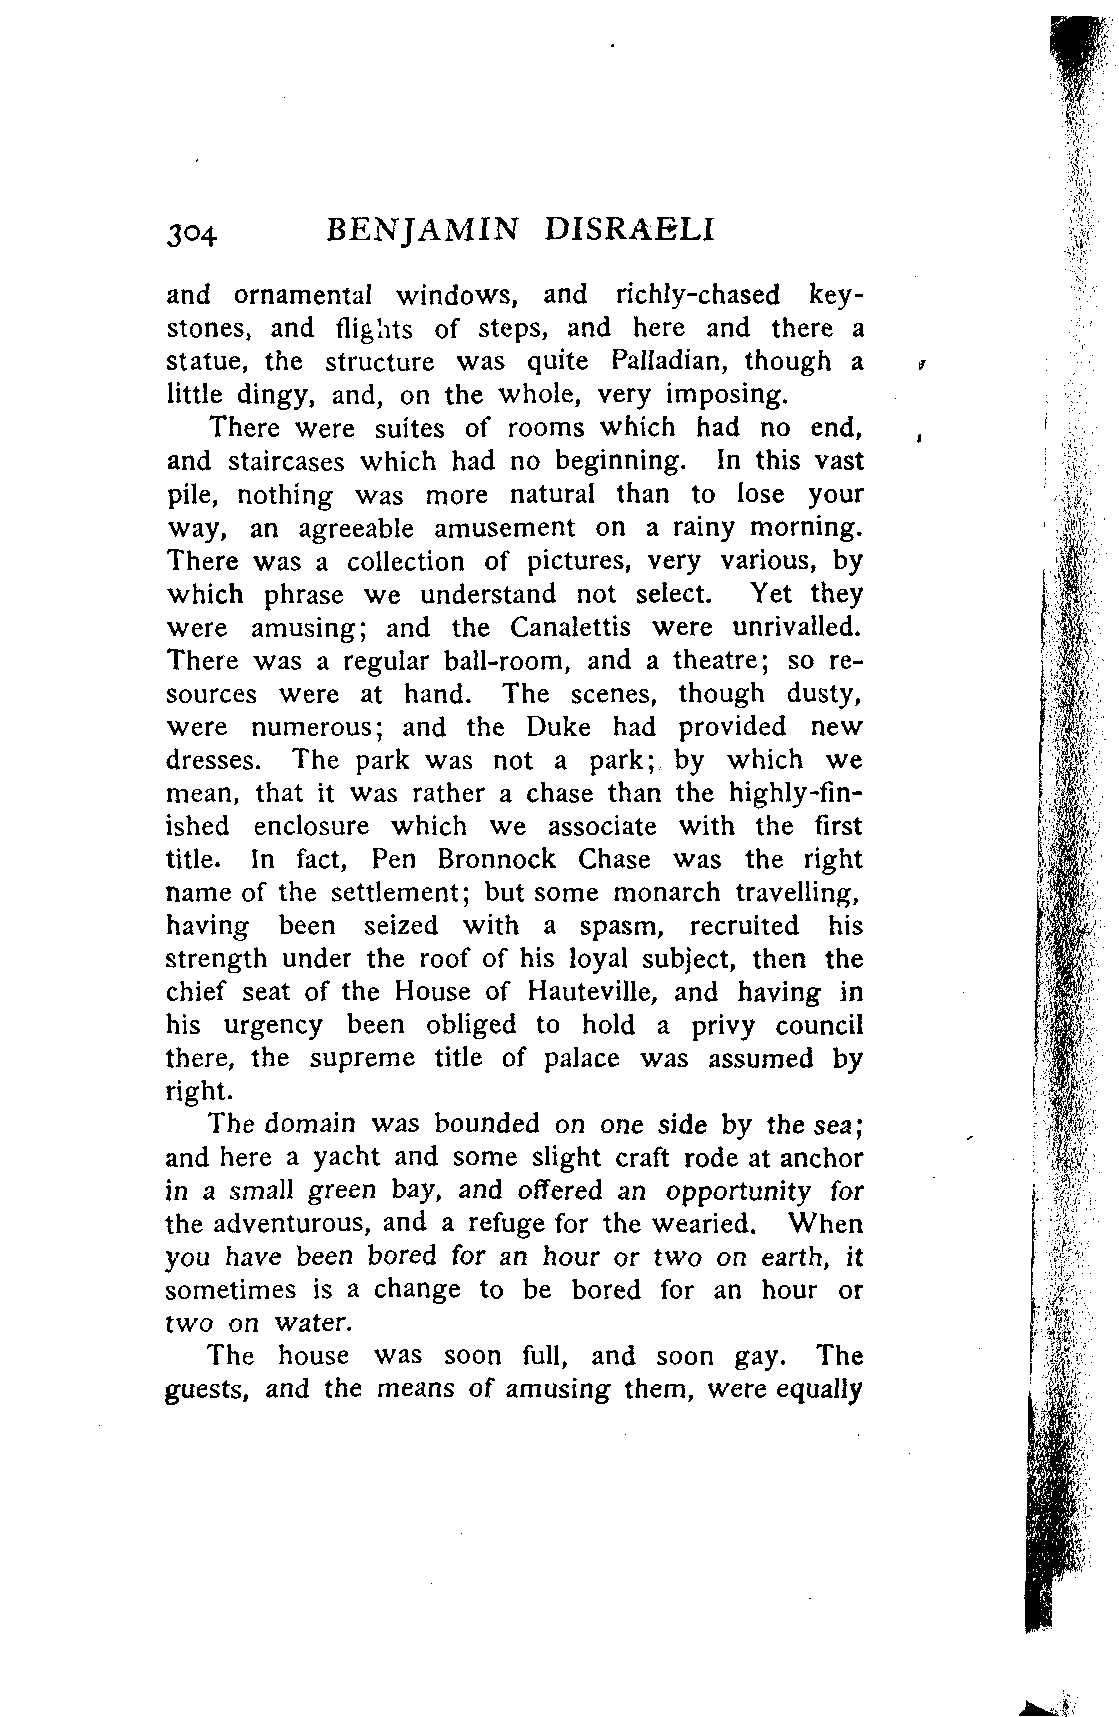 304 BENJAMIN DISRAELI
and ornamental windows, and richly-chased key-
stones, and flights of steps, and here and there a
statue, the structure was quite Palladian, though a
little dingy, and, on the whole, very imposing.
There were suites of rooms which had no end,
and staircases which had no beginning. In this vast
pile, nothing was more natural than to lose your
way, an agreeable amusement on a rainy morning.
There was a collection of pictures, very various, by
which phrase we understand not select. Yet they
were amusing; and the Canalettis were unrivalled.
There was a regular ball-room, and a theatre; so re-
sources were at hand. The scenes, though dusty,
were numerous; and the Duke had provided new
dresses. The park was not a park; by which we
mean, that it was rather a chase than the highly-fin-
ished enclosure which we associate with the first
title. In fact, Pen Bronnock Chase was the right
name of the settlement; but some monarch travelling,
having been seized with a spasm, recruited his
strength under the roof of his loyal subject, then the
chief seat of the House of Hauteville, and having in
his urgency been obliged to hold a privy council
there, the supreme title of palace was assumed by
right.
The domain was bounded on one side by the sea;
and here a yacht and some slight craft rode at anchor
in a small green bay, and offered an opportunity for
the adventurous, and a refuge for the wearied. When
you have been bored for an hour or two on earth, it
sometimes is a change to be bored for an hour or
two on water.
The house was soon full, and soon gay. The
guests, and the means of amusing them, were equally